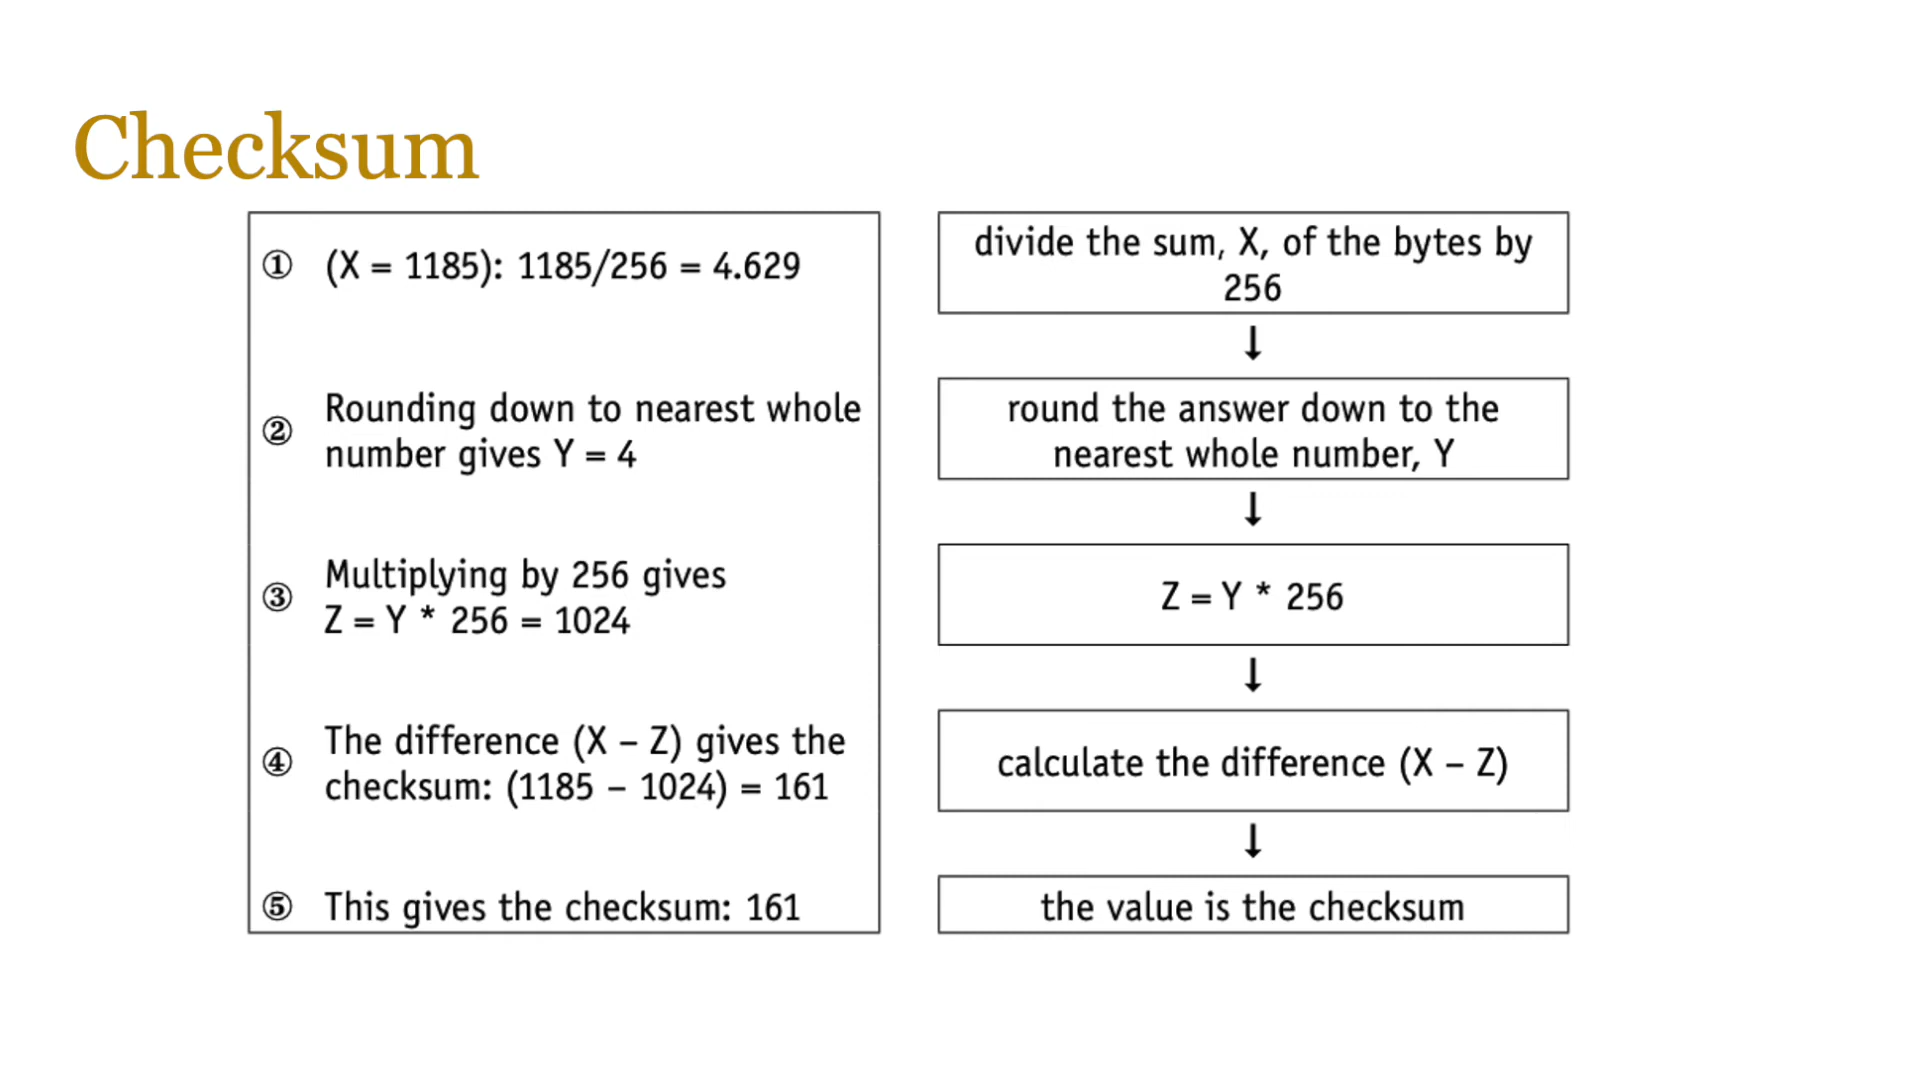 Checksum
① (X = 1185): 1185/256 = 4.629
② Rounding down to nearest whole
number gives Y = 4
③ Multiplying by 256 gives
Z = Y * 256 = 1024
④ The difference (X – Z) gives the
checksum: (1185 – 1024) = 161
⑤ This gives the checksum: 161
divide the sum, X, of the bytes by
256
↓
round the answer down to the
nearest whole number, Y
↓
Z = Y * 256
↓
calculate the difference (X – Z)
↓
the value is the checksum